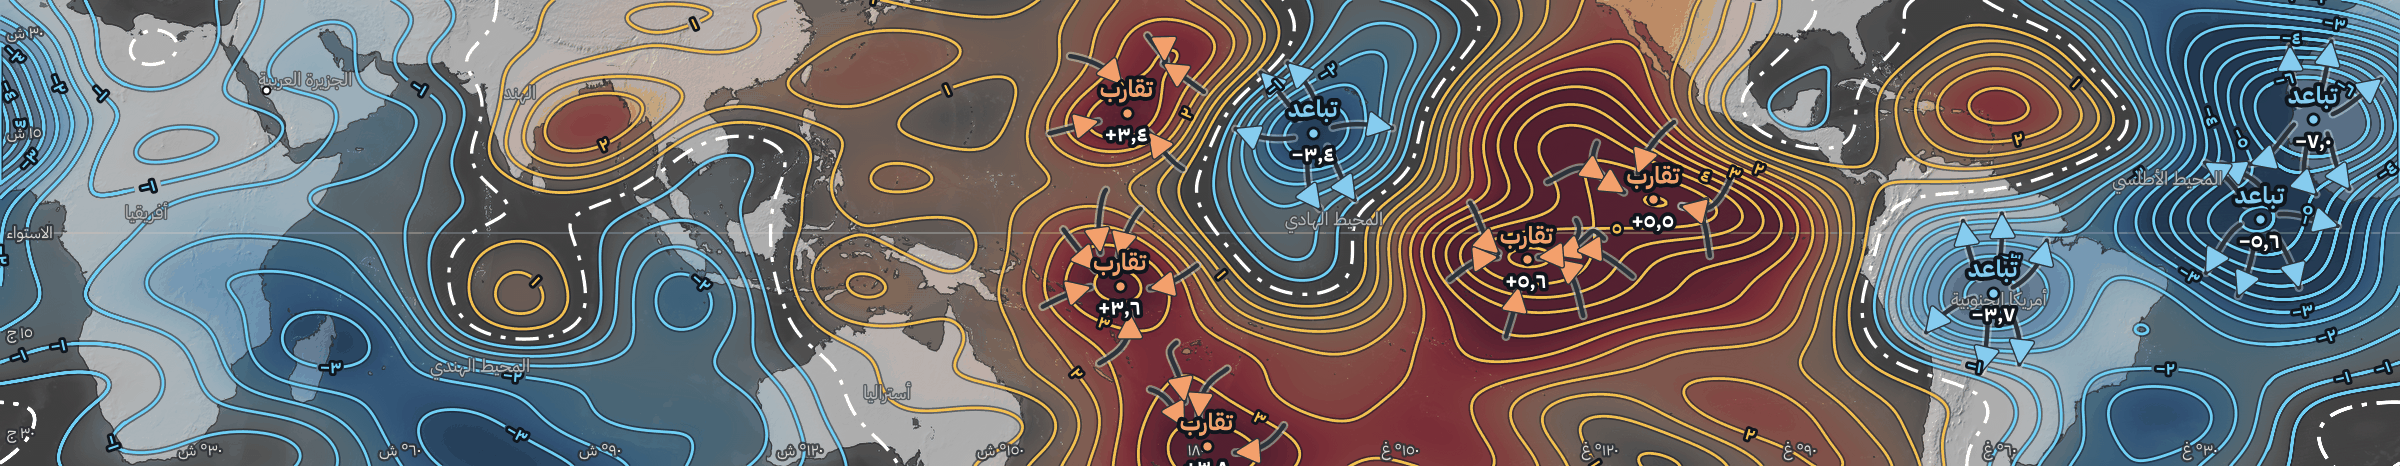 ٣٠° ش
١٥° ش
الاستواء
١٥° ج
٣٠° ج
الجزيرة العربية
الهند
أفريقيا
المحيط الهندي
أستراليا
المحيط الهادي
المحيط الأطلسي
أمريكا الجنوبية
تقارب
+٣,٤
تباعد
−٣,٤
تقارب
+٥,٥
تقارب
+٥,٦
تقارب
+٣,٦
تقارب
تباعد
−٧,٠
تباعد
−٥,٦
تباعد
−٣,٧
٣٠° ش
٦٠° ش
٩٠° ش
١٢٠° ش
١٥٠° ش
١٨٠
١٥٠° غ
١٢٠° غ
٩٠° غ
٦٠° غ
٣٠° غ